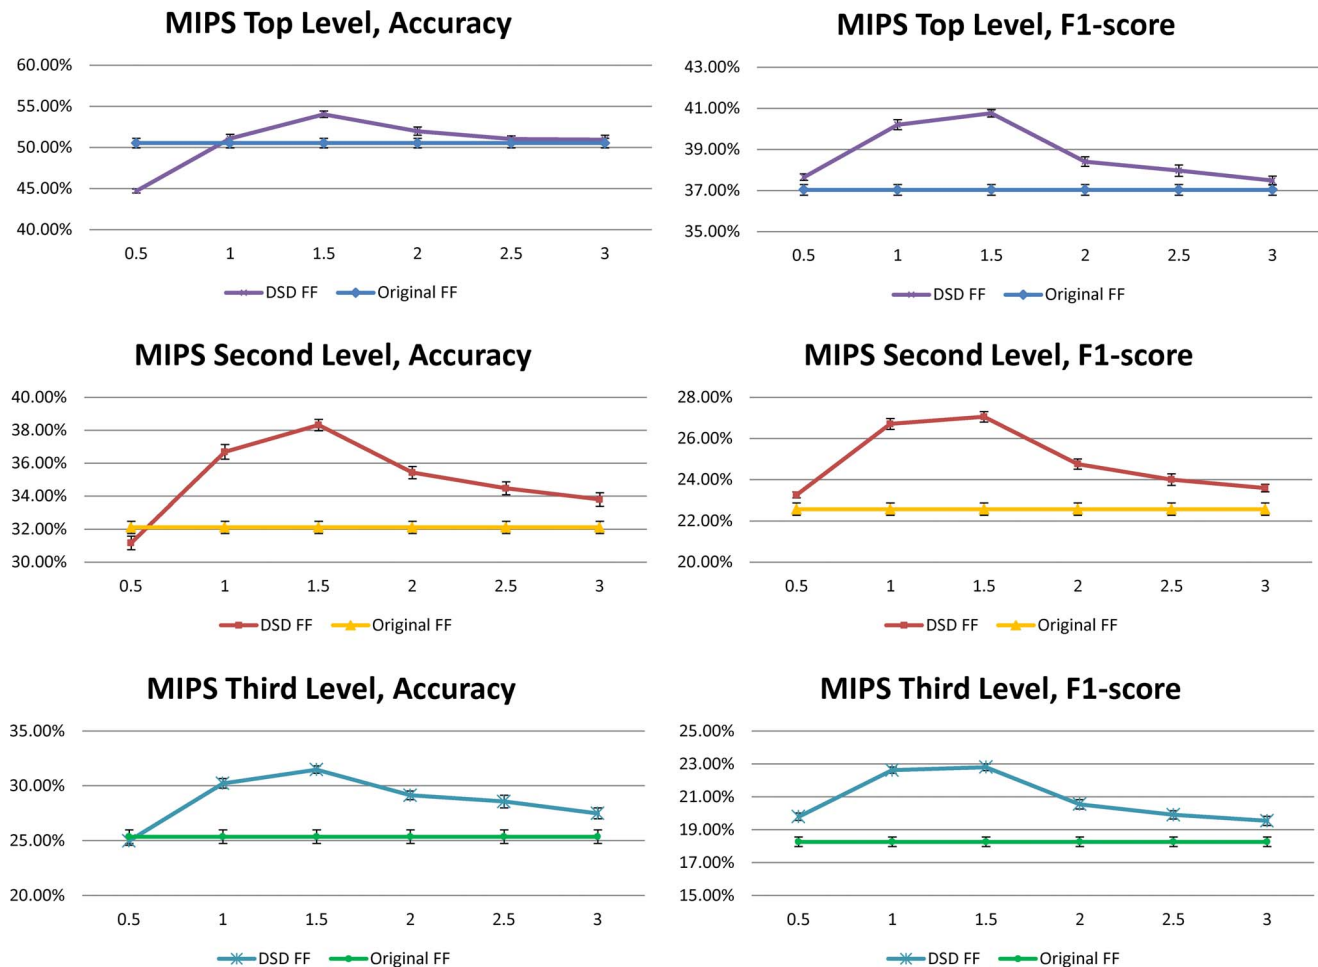 MIPS Top Level, Accuracy
60.00%
55.00%
50.00%
45.00%
40.00%
0.5 1 1.5 2 2.5 3
DSD FF Original FF
MIPS Top Level, F1-score
43.00%
41.00%
39.00%
37.00%
35.00%
0.5 1 1.5 2 2.5 3
DSD FF Original FF
MIPS Second Level, Accuracy
40.00%
38.00%
36.00%
34.00%
32.00%
30.00%
0.5 1 1.5 2 2.5 3
DSD FF Original FF
MIPS Second Level, F1-score
28.00%
26.00%
24.00%
22.00%
20.00%
0.5 1 1.5 2 2.5 3
DSD FF Original FF
MIPS Third Level, Accuracy
35.00%
30.00%
25.00%
20.00%
0.5 1 1.5 2 2.5 3
DSD FF Original FF
MIPS Third Level, F1-score
25.00%
23.00%
21.00%
19.00%
17.00%
15.00%
0.5 1 1.5 2 2.5 3
DSD FF Original FF